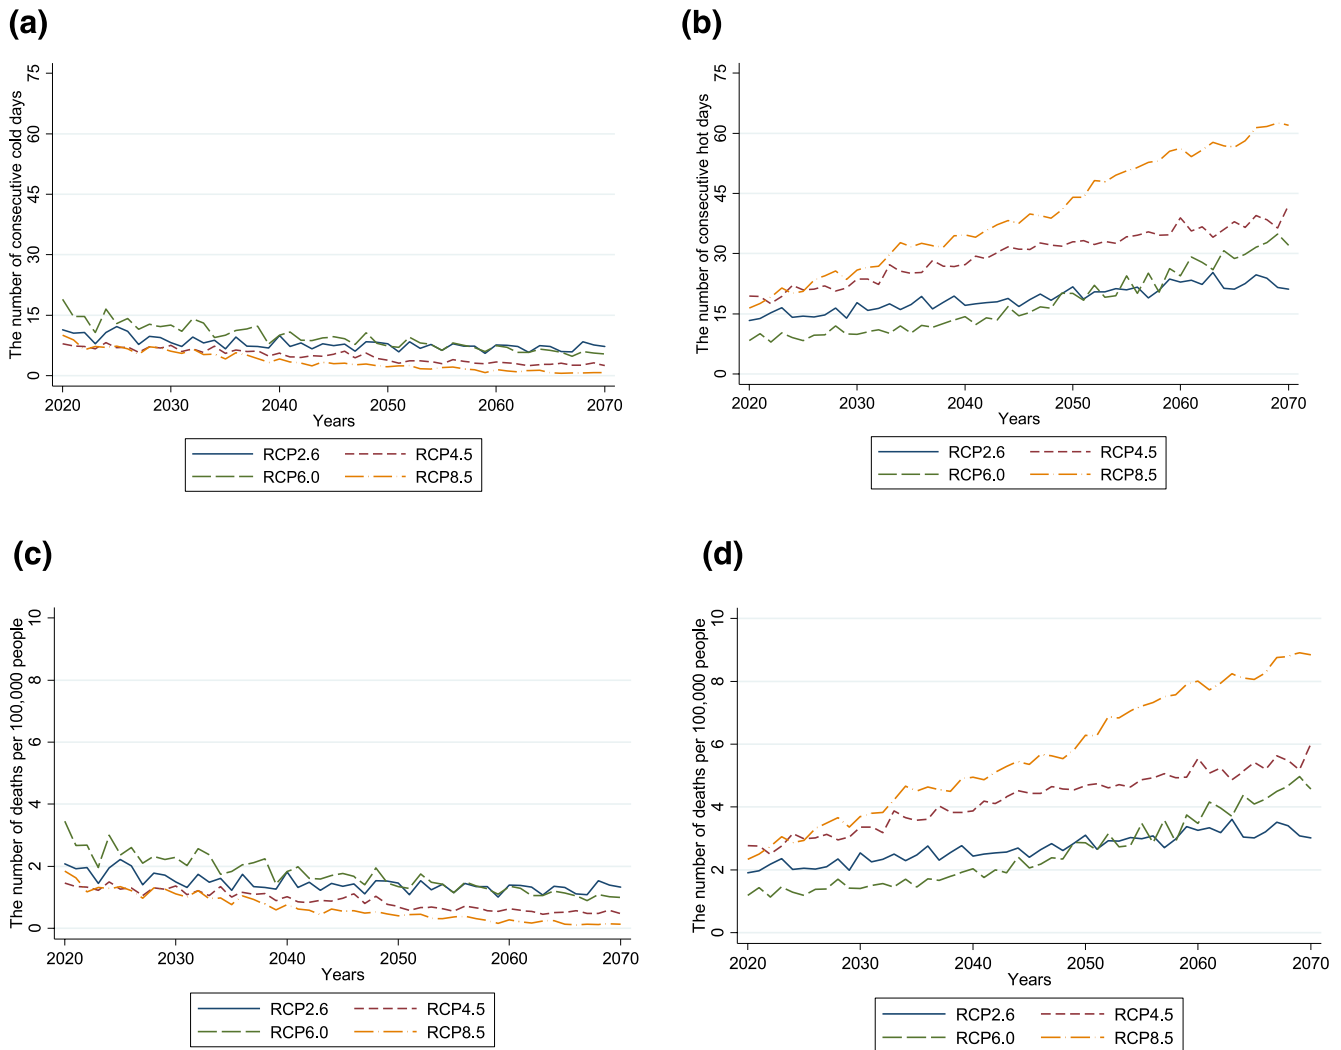 (a)
The number of consecutive cold days
75
60
45
30
15
0
2020 2030 2040 2050 2060 2070
Years
RCP2.6 RCP4.5
RCP6.0 RCP8.5
(b)
The number of consecutive hot days
75
60
45
30
15
0
2020 2030 2040 2050 2060 2070
Years
RCP2.6 RCP4.5
RCP6.0 RCP8.5
(c)
The number of deaths per 100,000 people
10
8
6
4
2
0
2020 2030 2040 2050 2060 2070
Years
RCP2.6 RCP4.5
RCP6.0 RCP8.5
(d)
The number of deaths per 100,000 people
10
8
6
4
2
0
2020 2030 2040 2050 2060 2070
Years
RCP2.6 RCP4.5
RCP6.0 RCP8.5